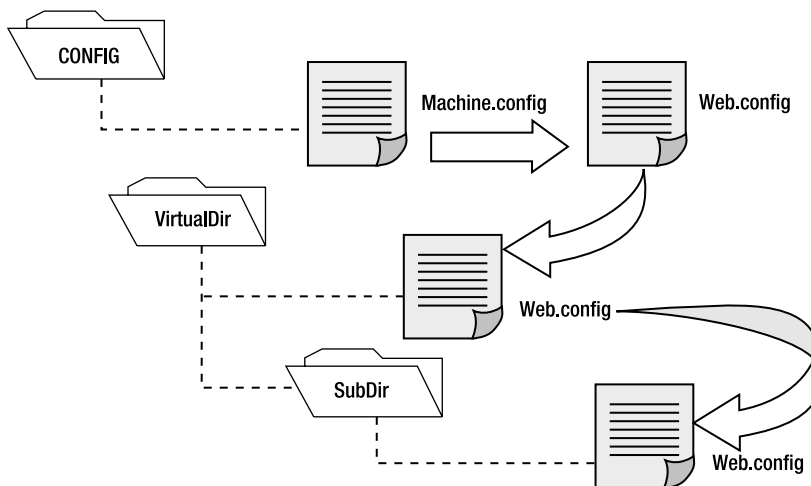 CONFIG
Machine.config
Web.config
VirtualDir
Web.config
SubDir
Web.config